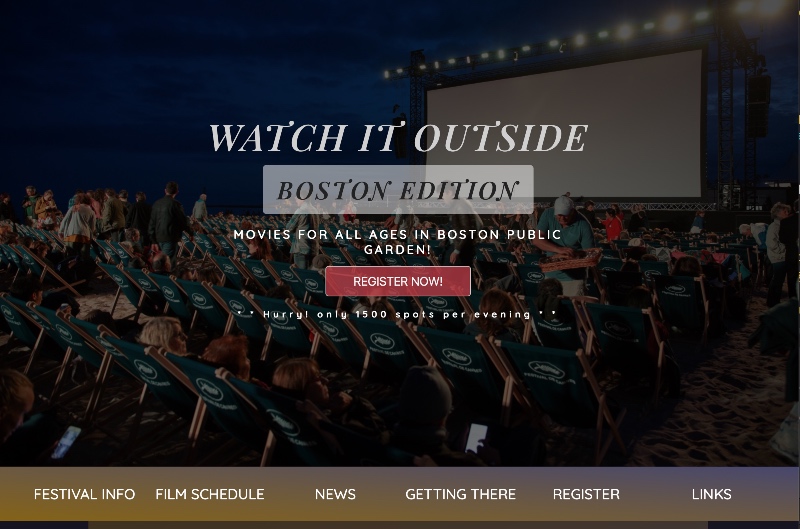 WATCH IT OUTSIDE
BOSTON EDITION
MOVIES FOR ALL AGES IN BOSTON PUBLIC
GARDEN!
REGISTER NOW!
* * Hurry! only 1500 spots per evening * *
FESTIVAL INFO FILM SCHEDULE NEWS GETTING THERE REGISTER LINKS